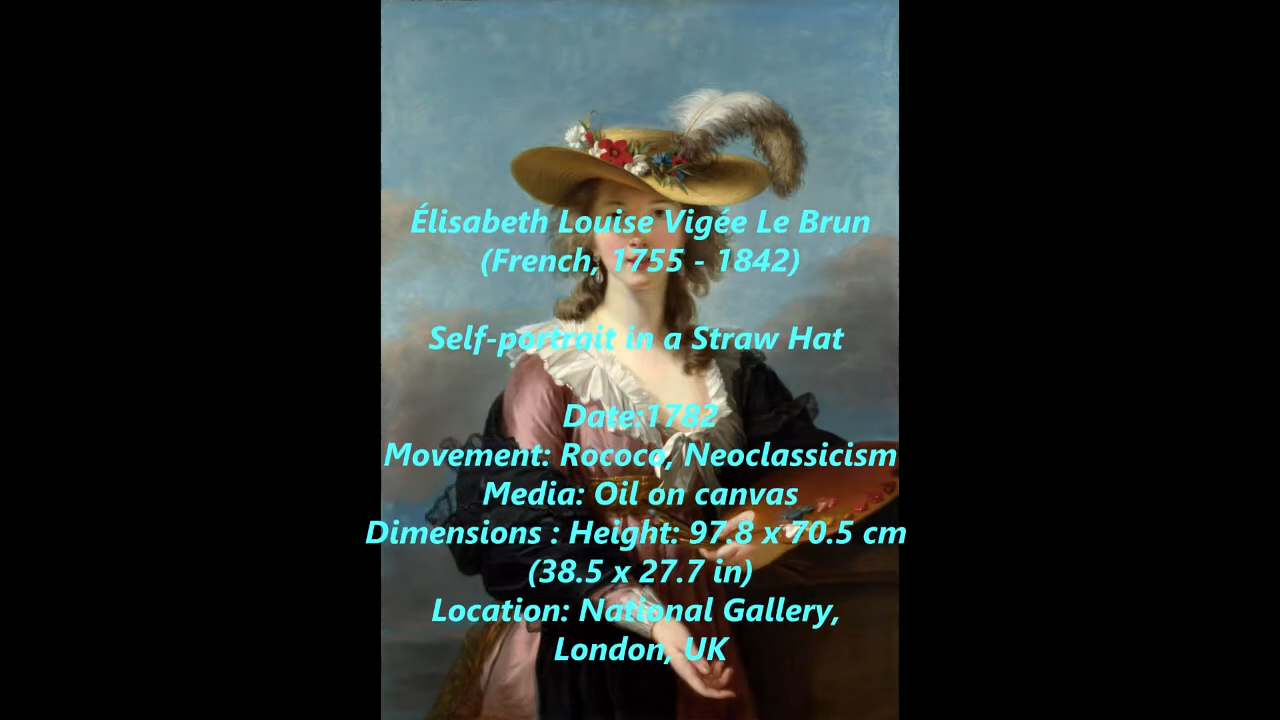 Élisabeth Louise Vigée Le Brun
(French, 1755 - 1842)
Self-portrait in a Straw Hat
Date:1782
Movement: Rococo, Neoclassicism
Media: Oil on canvas
Dimensions : Height: 97.8 x 70.5 cm
(38.5 x 27.7 in)
Location: National Gallery,
London, UK